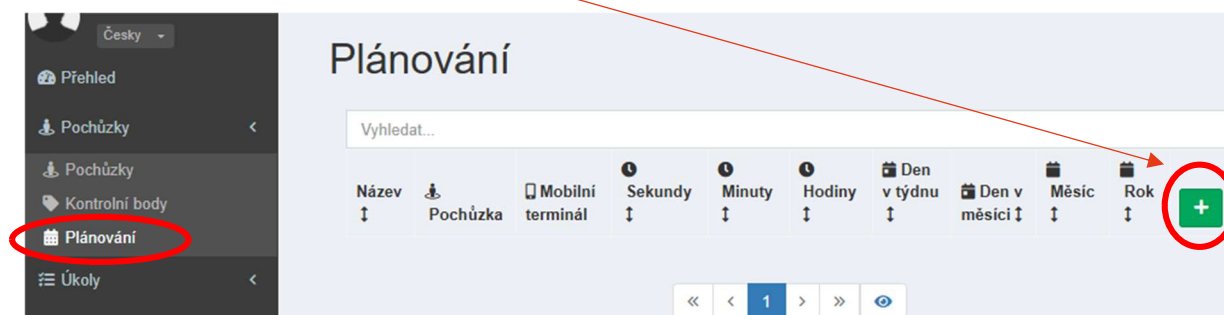 Česky
Přehled
Pochůzky
Pochůzky
Kontrolní body
Plánování
Úkoly
Plánování
Vyhledat...
Název
Pochůzka
Mobilní
terminál
Sekundy
Minuty
Hodiny
Den
v týdnu
Den v
měsíci
Měsíc
Rok
+
« < 1 > »